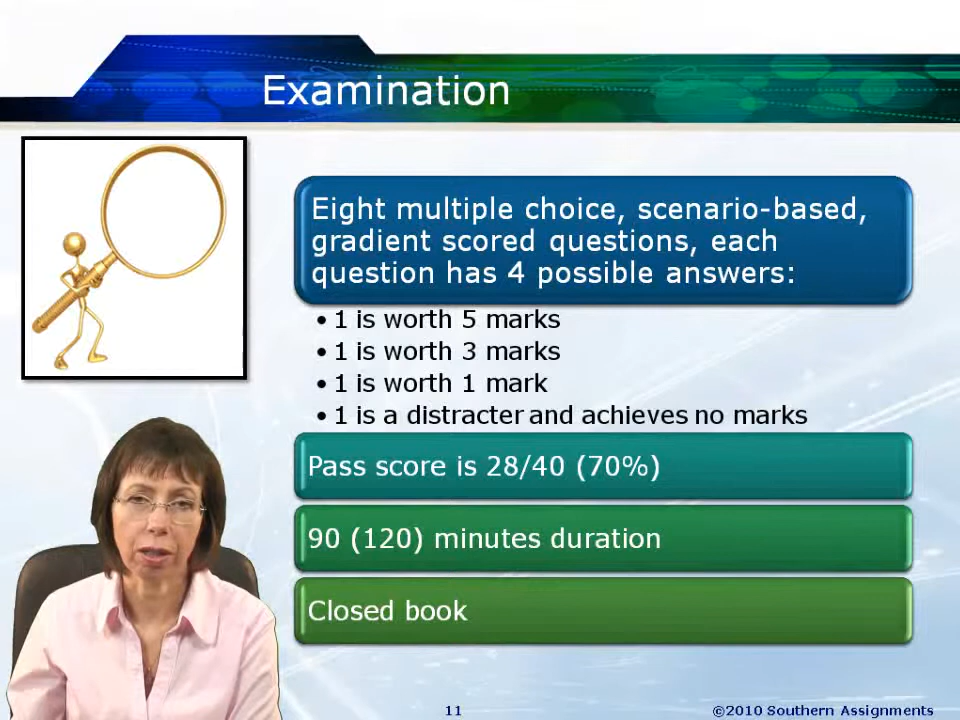 Examination
Eight multiple choice, scenario-based,
gradient scored questions, each
question has 4 possible answers:
• 1 is worth 5 marks
• 1 is worth 3 marks
• 1 is worth 1 mark
• 1 is a distracter and achieves no marks
Pass score is 28/40 (70%)
90 (120) minutes duration
Closed book
11
©2010 Southern Assignments